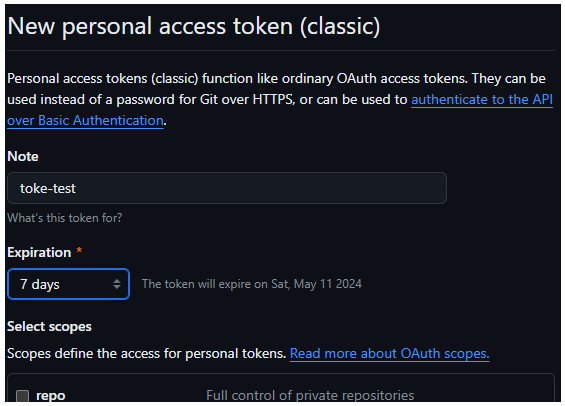 New personal access token (classic)
Personal access tokens (classic) function like ordinary OAuth access tokens. They can be
used instead of a password for Git over HTTPS, or can be used to authenticate to the API
over Basic Authentication.
Note
toke-test
What's this token for?
Expiration *
7 days The token will expire on Sat, May 11 2024
Select scopes
Scopes define the access for personal tokens. Read more about OAuth scopes.
repo Full control of private repositories